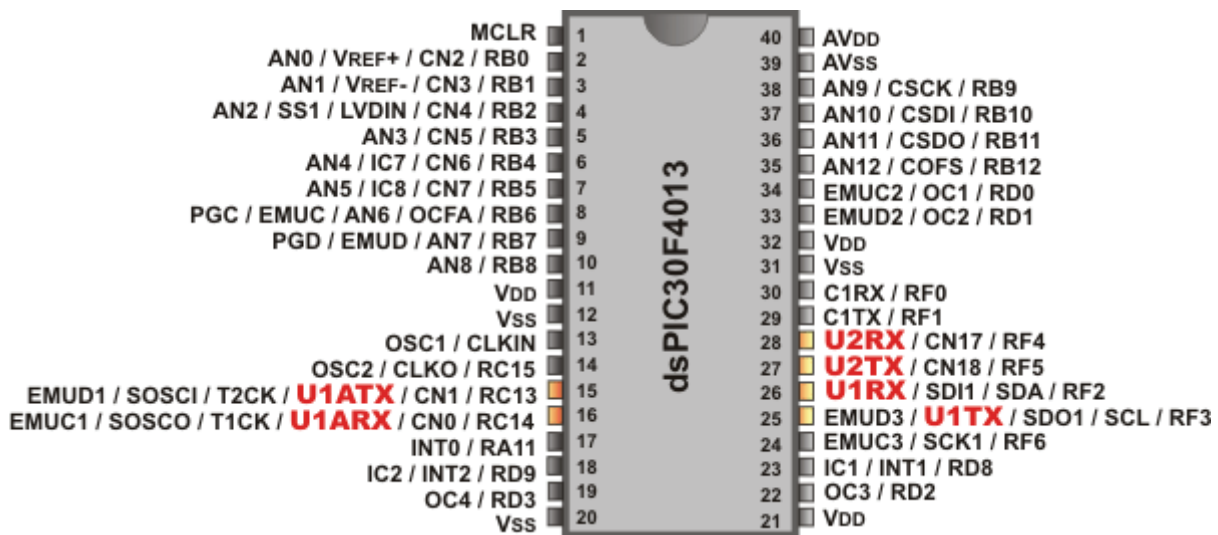 MCLR
AN0 / VREF+ / CN2 / RB0
AN1 / VREF- / CN3 / RB1
AN2 / SS1 / LVDIN / CN4 / RB2
AN3 / CN5 / RB3
AN4 / IC7 / CN6 / RB4
AN5 / IC8 / CN7 / RB5
PGC / EMUC / AN6 / OCFA / RB6
PGD / EMUD / AN7 / RB7
AN8 / RB8
VDD
VSS
OSC1 / CLKIN
OSC2 / CLKO / RC15
EMUD1 / SOSCI / T2CK / U1ATX / CN1 / RC13
EMUC1 / SOSCO / T1CK / U1ARX / CN0 / RC14
INT0 / RA11
IC2 / INT2 / RD9
OC4 / RD3
VSS
1
2
3
4
5
6
7
8
9
10
11
12
13
14
15
16
17
18
19
20
dsPIC30F4013
40
39
38
37
36
35
34
33
32
31
30
29
28
27
26
25
24
23
22
21
AVDD
AVSS
AN9 / CSCK / RB9
AN10 / CSDI / RB10
AN11 / CSDO / RB11
AN12 / COFS / RB12
EMUC2 / OC1 / RD0
EMUD2 / OC2 / RD1
VDD
VSS
C1RX / RF0
C1TX / RF1
U2RX / CN17 / RF4
U2TX / CN18 / RF5
U1RX / SDI1 / SDA / RF2
EMUD3 / U1TX / SDO1 / SCL / RF3
EMUC3 / SCK1 / RF6
IC1 / INT1 / RD8
OC3 / RD2
VDD